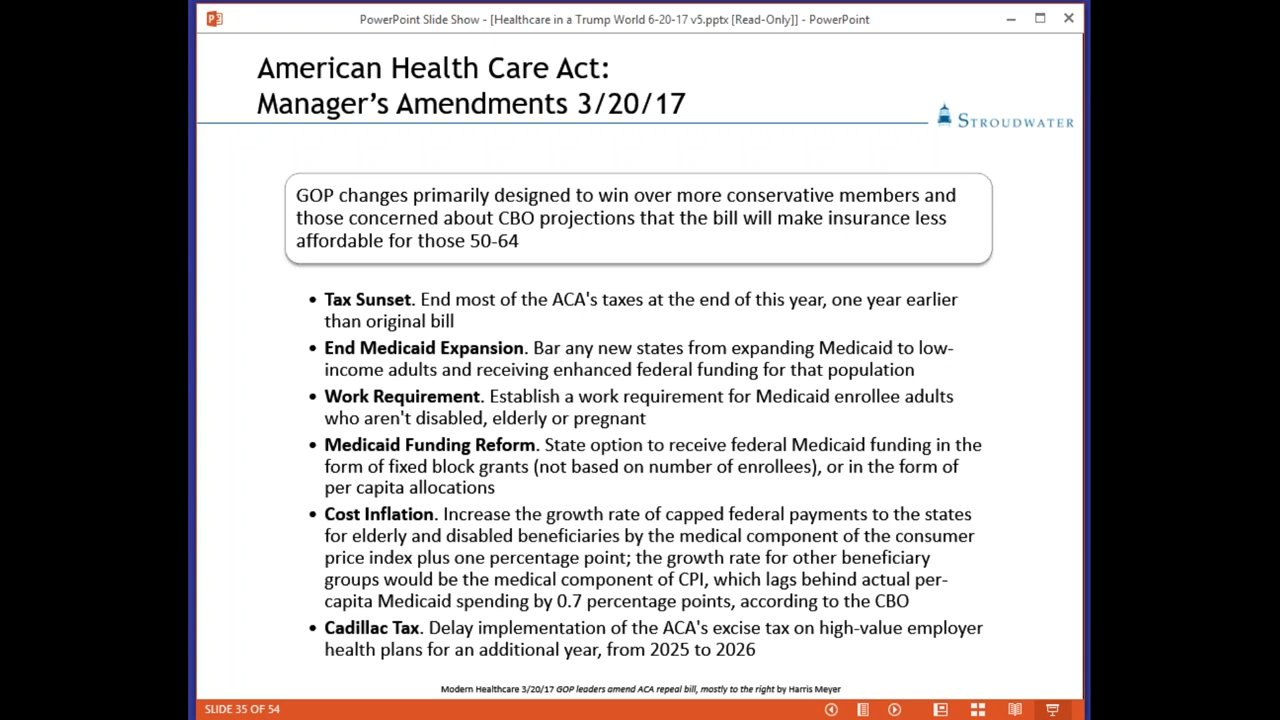 PowerPoint Slide Show - [Healthcare in a Trump World 6-20-17 v5.pptx [Read-Only]] - PowerPoint
American Health Care Act:
Manager's Amendments 3/20/17
STROUDWATER
GOP changes primarily designed to win over more conservative members and
those concerned about CBO projections that the bill will make insurance less
affordable for those 50-64
• Tax Sunset. End most of the ACA's taxes at the end of this year, one year earlier
than original bill
• End Medicaid Expansion. Bar any new states from expanding Medicaid to low-
income adults and receiving enhanced federal funding for that population
• Work Requirement. Establish a work requirement for Medicaid enrollee adults
who aren't disabled, elderly or pregnant
• Medicaid Funding Reform. State option to receive federal Medicaid funding in the
form of fixed block grants (not based on number of enrollees), or in the form of
per capita allocations
• Cost Inflation. Increase the growth rate of capped federal payments to the states
for elderly and disabled beneficiaries by the medical component of the consumer
price index plus one percentage point; the growth rate for other beneficiary
groups would be the medical component of CPI, which lags behind actual per-
capita Medicaid spending by 0.7 percentage points, according to the CBO
• Cadillac Tax. Delay implementation of the ACA's excise tax on high-value employer
health plans for an additional year, from 2025 to 2026
Modern Healthcare 3/20/17 GOP leaders amend ACA repeal bill, mostly to the right by Harris Meyer
SLIDE 35 OF 54